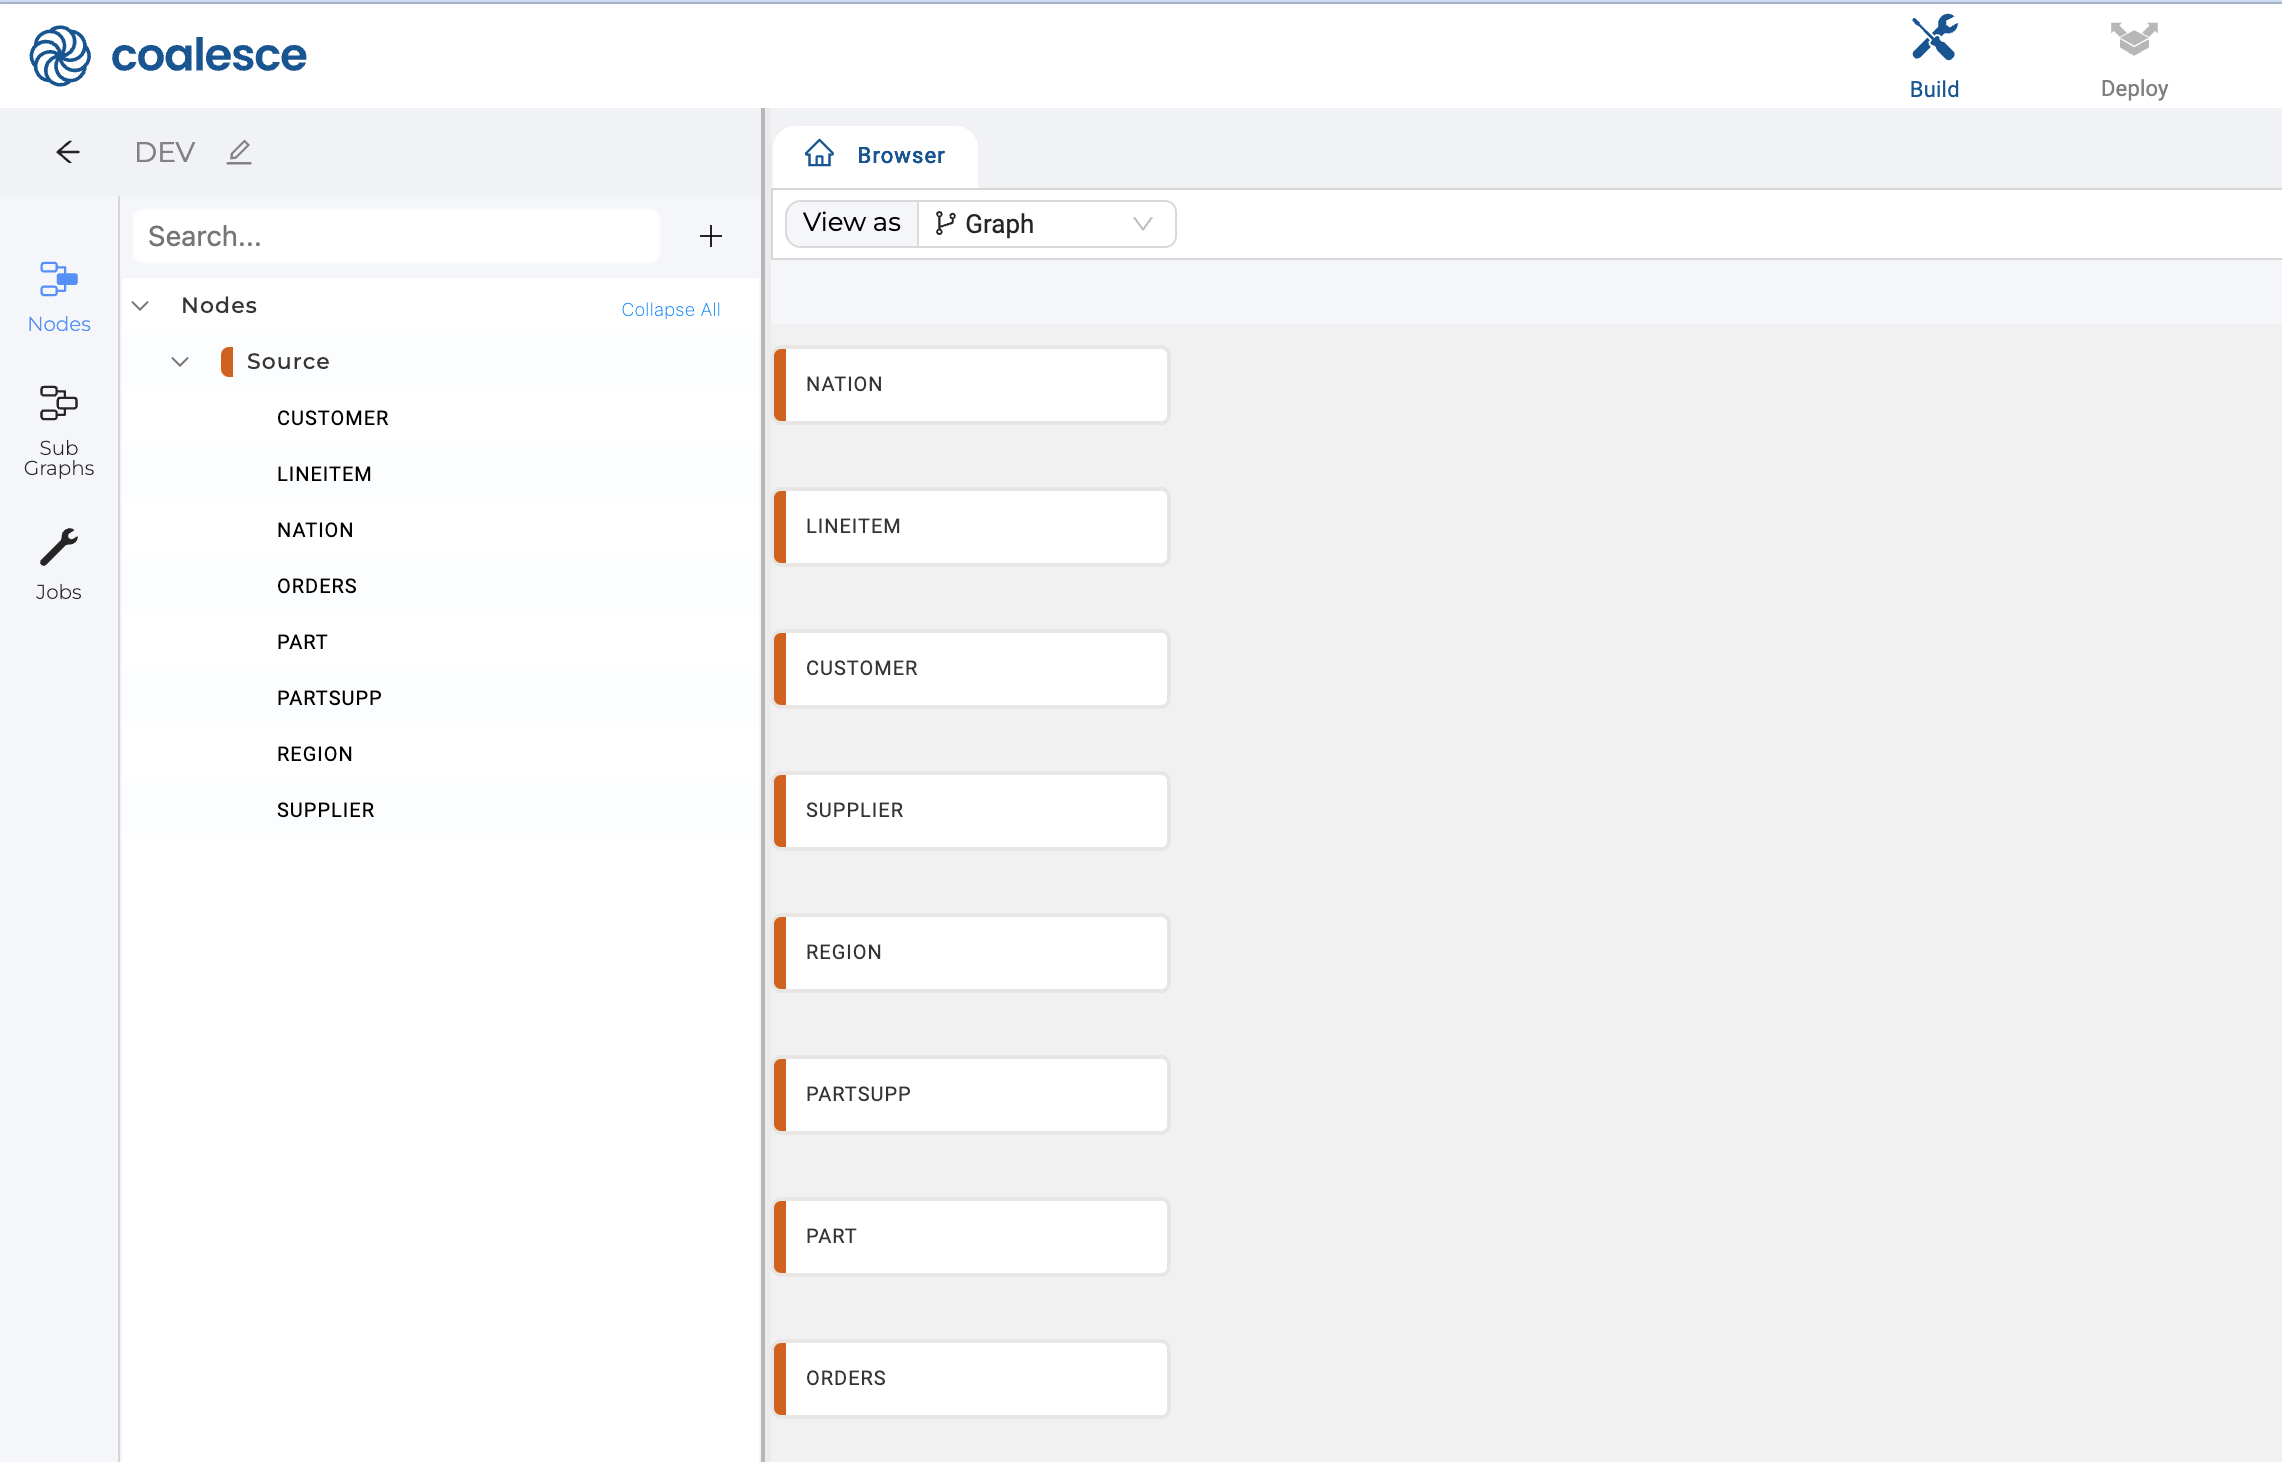 coalesce
Build
Deploy
DEV
Browser
Search...
View as
Graph
Nodes
Sub
Graphs
Jobs
Nodes
Collapse All
Source
CUSTOMER
LINEITEM
NATION
ORDERS
PART
PARTSUPP
REGION
SUPPLIER
NATION
LINEITEM
CUSTOMER
SUPPLIER
REGION
PARTSUPP
PART
ORDERS